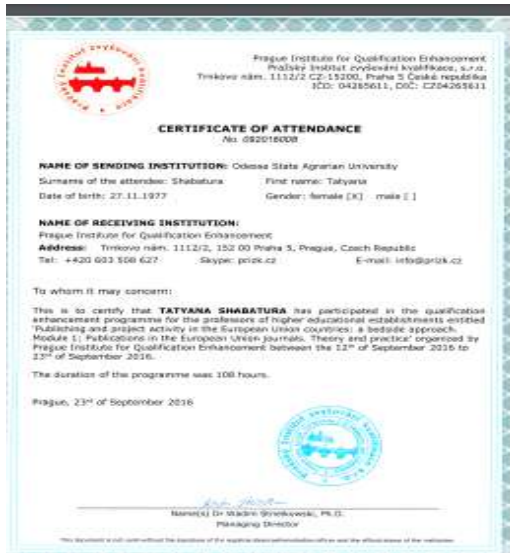 Pražský institut zvyšování kvalifikace
Prague Institute for Qualification Enhancement
Pražský institut zvyšování kvalifikace, s.r.o.
Trnkovo nám. 1112/2 CZ-15200, Praha 5 Česká republika
IČO: 04265611, DIČ: CZ04265611
CERTIFICATE OF ATTENDANCE
No. 092016008
NAME OF SENDING INSTITUTION: Odessa State Agrarian University
Surname of the attendee: Shabatura First name: Tatyana
Date of birth: 27.11.1977 Gender: female [X] male [ ]
NAME OF RECEIVING INSTITUTION:
Prague Institute for Qualification Enhancement
Address: Trnkovo nám. 1112/2, 152 00 Praha 5, Prague, Czech Republic
Tel: +420 603 508 627 Skype: prizk.cz E-mail: info@prizk.cz
To whom it may concern:
This is to certify that TATYANA SHABATURA has participated in the qualification
enhancement programme for the professors of higher educational establishments entitled
'Publishing and project activity in the European Union countries: a bedside approach.
Module 1: Publications in the European Union journals. Theory and practice' organized by
Prague Institute for Qualification Enhancement between the 12th of September 2016 to
23rd of September 2016.
The duration of the programme was 108 hours.
Prague, 23rd of September 2016
Name(s) Dr Wadim Strielkowski, Ph.D.
Managing Director